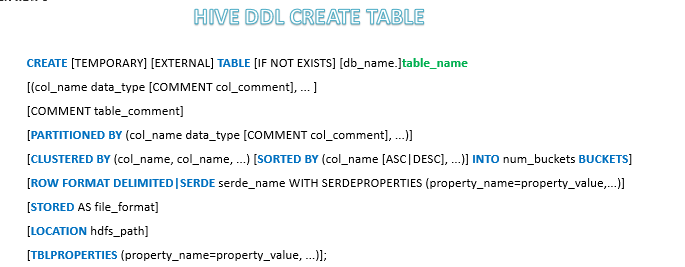 HIVE DDL CREATE TABLE
CREATE [TEMPORARY] [EXTERNAL] TABLE [IF NOT EXISTS] [db_name.]table_name
[(col_name data_type [COMMENT col_comment], ... ]
[COMMENT table_comment]
[PARTITIONED BY (col_name data_type [COMMENT col_comment], ...)]
[CLUSTERED BY (col_name, col_name, ...) [SORTED BY (col_name [ASC|DESC], ...)] INTO num_buckets BUCKETS]
[ROW FORMAT DELIMITED|SERDE serde_name WITH SERDEPROPERTIES (property_name=property_value,...)]
[STORED AS file_format]
[LOCATION hdfs_path]
[TBLPROPERTIES (property_name=property_value, ...)];